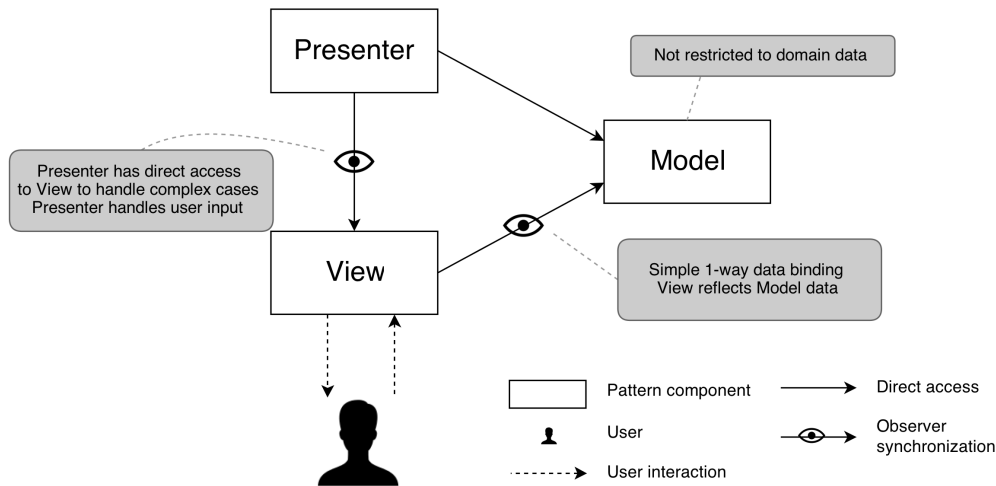 Presenter
Not restricted to domain data
Model
Presenter has direct access
to View to handle complex cases
Presenter handles user input
View
Simple 1-way data binding
View reflects Model data
Pattern component
Direct access
User
Observer
synchronization
User interaction